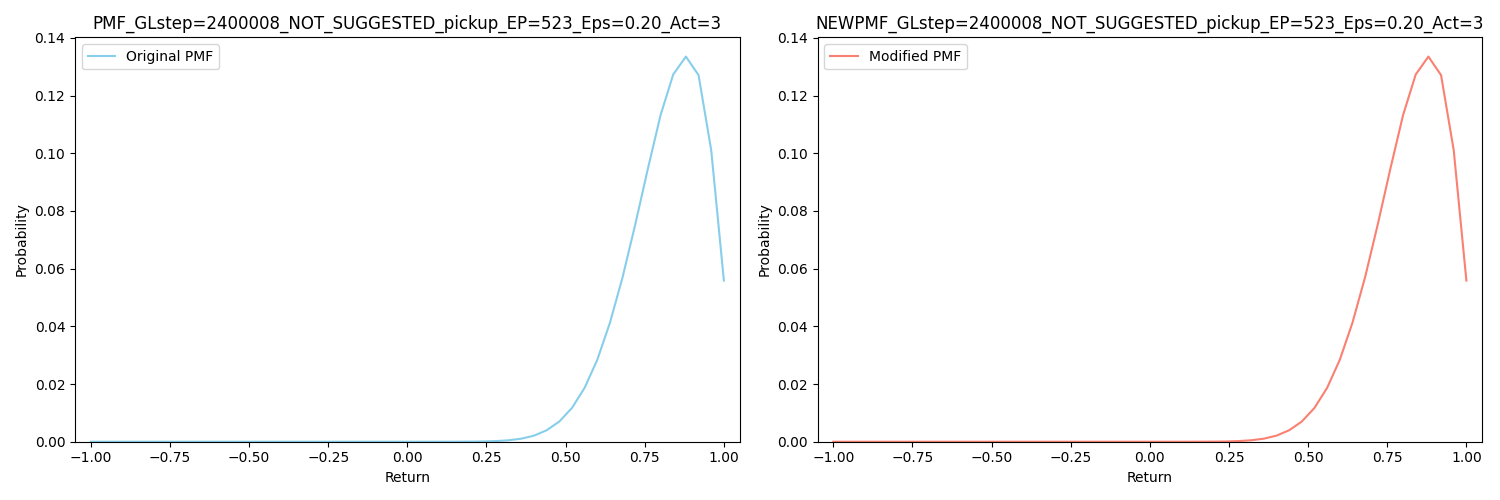 PMF_GLstep=2400008_NOT_SUGGESTED_pickup_EP=523_Eps=0.20_Act=3
Original PMF
Probability
0.14
0.12
0.10
0.08
0.06
0.04
0.02
0.00
−1.00 −0.75 −0.50 −0.25 0.00 0.25 0.50 0.75 1.00
Return
NEWPMF_GLstep=2400008_NOT_SUGGESTED_pickup_EP=523_Eps=0.20_Act=3
Modified PMF
Probability
0.14
0.12
0.10
0.08
0.06
0.04
0.02
0.00
−1.00 −0.75 −0.50 −0.25 0.00 0.25 0.50 0.75 1.00
Return